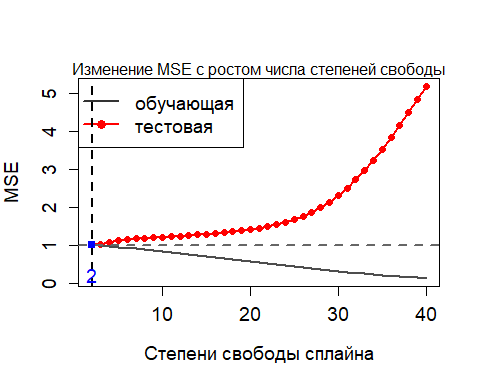 Изменение MSE с ростом числа степеней свободы
обучающая
тестовая
MSE
5
4
3
2
1
0
2
10
20
30
40
Степени свободы сплайна